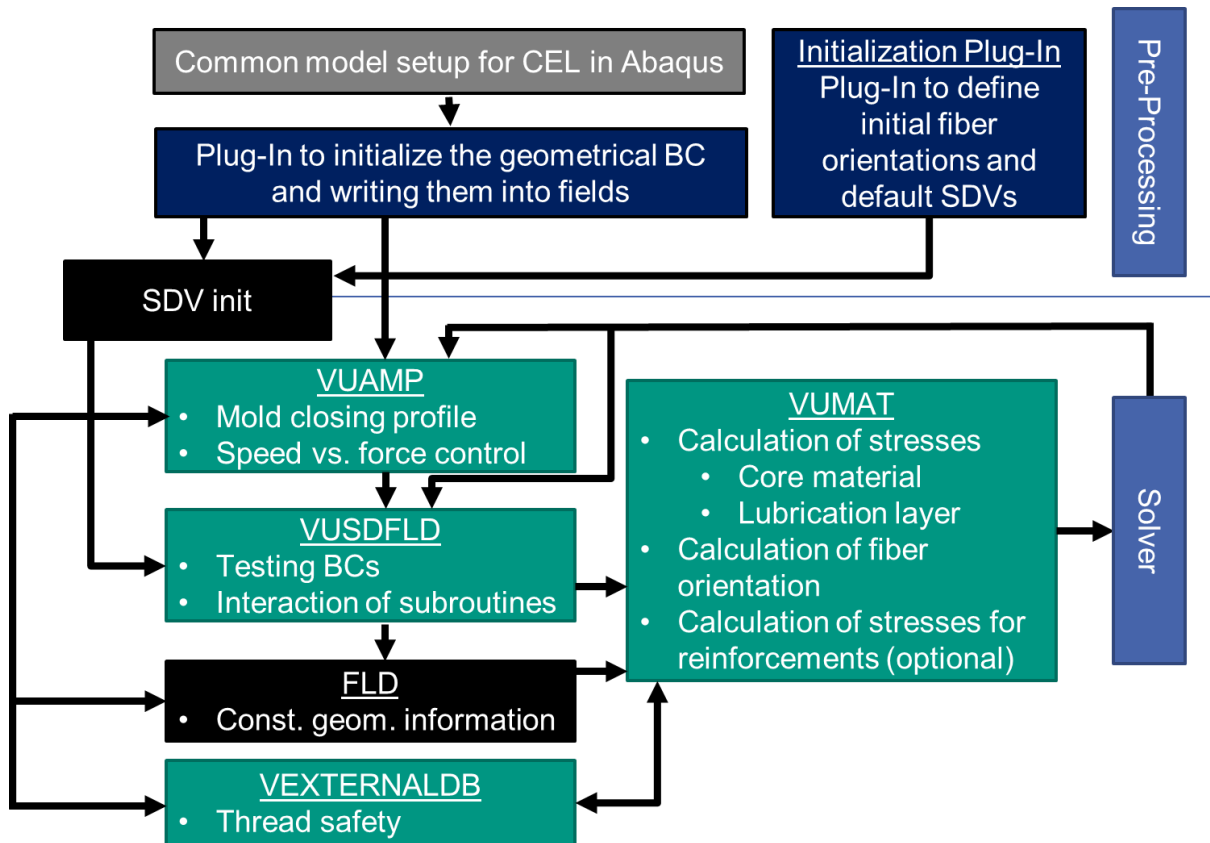 Common model setup for CEL in Abaqus
Initialization Plug-In
Plug-In to define
initial fiber
orientations and
default SDVs
Pre-Processing
Plug-In to initialize the geometrical BC
and writing them into fields
SDV init
VUAMP
• Mold closing profile
• Speed vs. force control
VUSDFLD
• Testing BCs
• Interaction of subroutines
FLD
• Const. geom. information
VEXTERNALDB
• Thread safety
VUMAT
• Calculation of stresses
• Core material
• Lubrication layer
• Calculation of fiber
orientation
• Calculation of stresses for
reinforcements (optional)
Solver